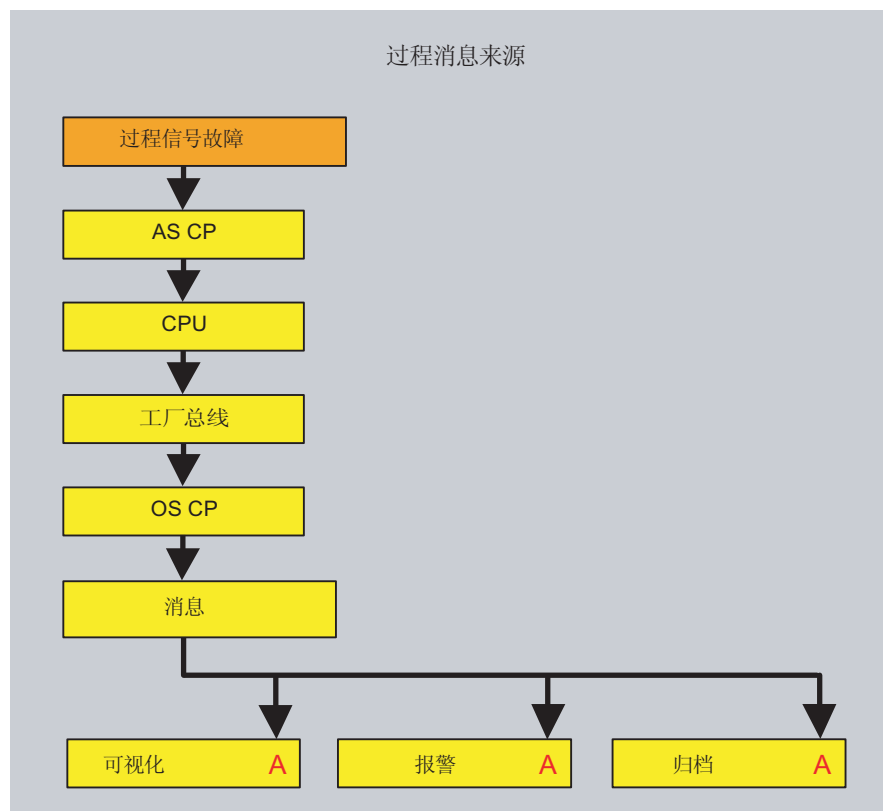 过程消息来源
过程信号故障
AS CP
CPU
工厂总线
OS CP
消息
可视化 A
报警 A
归档 A